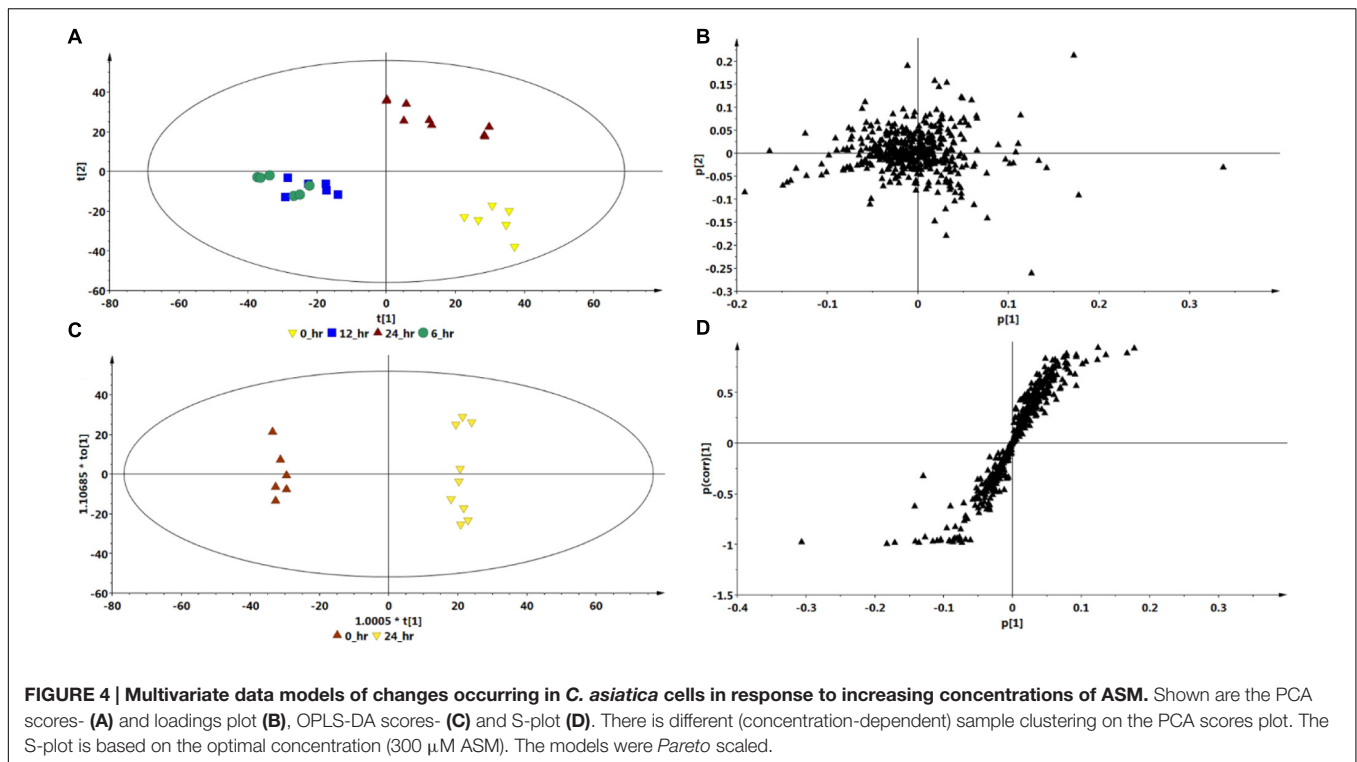 A
t[2]
40
20
0
-20
-40
-60
-80 -60 -40 -20 0 20 40 60
t[1]
0_hr 12_hr 24_hr 6_hr
B
p[2]
0.2
0.15
0.1
0.05
0
-0.05
-0.1
-0.15
-0.2
-0.25
-0.3
-0.2 -0.1 0 0.1 0.2 0.3
p[1]
C
1.10685 * to[1]
40
20
0
-20
-40
-60
-80 -60 -40 -20 0 20 40 60
1.0005 * t[1]
0_hr 24_hr
D
p(corr)[1]
0.5
0
-0.5
-1
-1.5
-0.4 -0.3 -0.2 -0.1 0 0.1 0.2 0.3
p[1]
FIGURE 4 | Multivariate data models of changes occurring in C. asiatica cells in response to increasing concentrations of ASM. Shown are the PCA
scores- (A) and loadings plot (B), OPLS-DA scores- (C) and S-plot (D). There is different (concentration-dependent) sample clustering on the PCA scores plot. The
S-plot is based on the optimal concentration (300 μM ASM). The models were Pareto scaled.